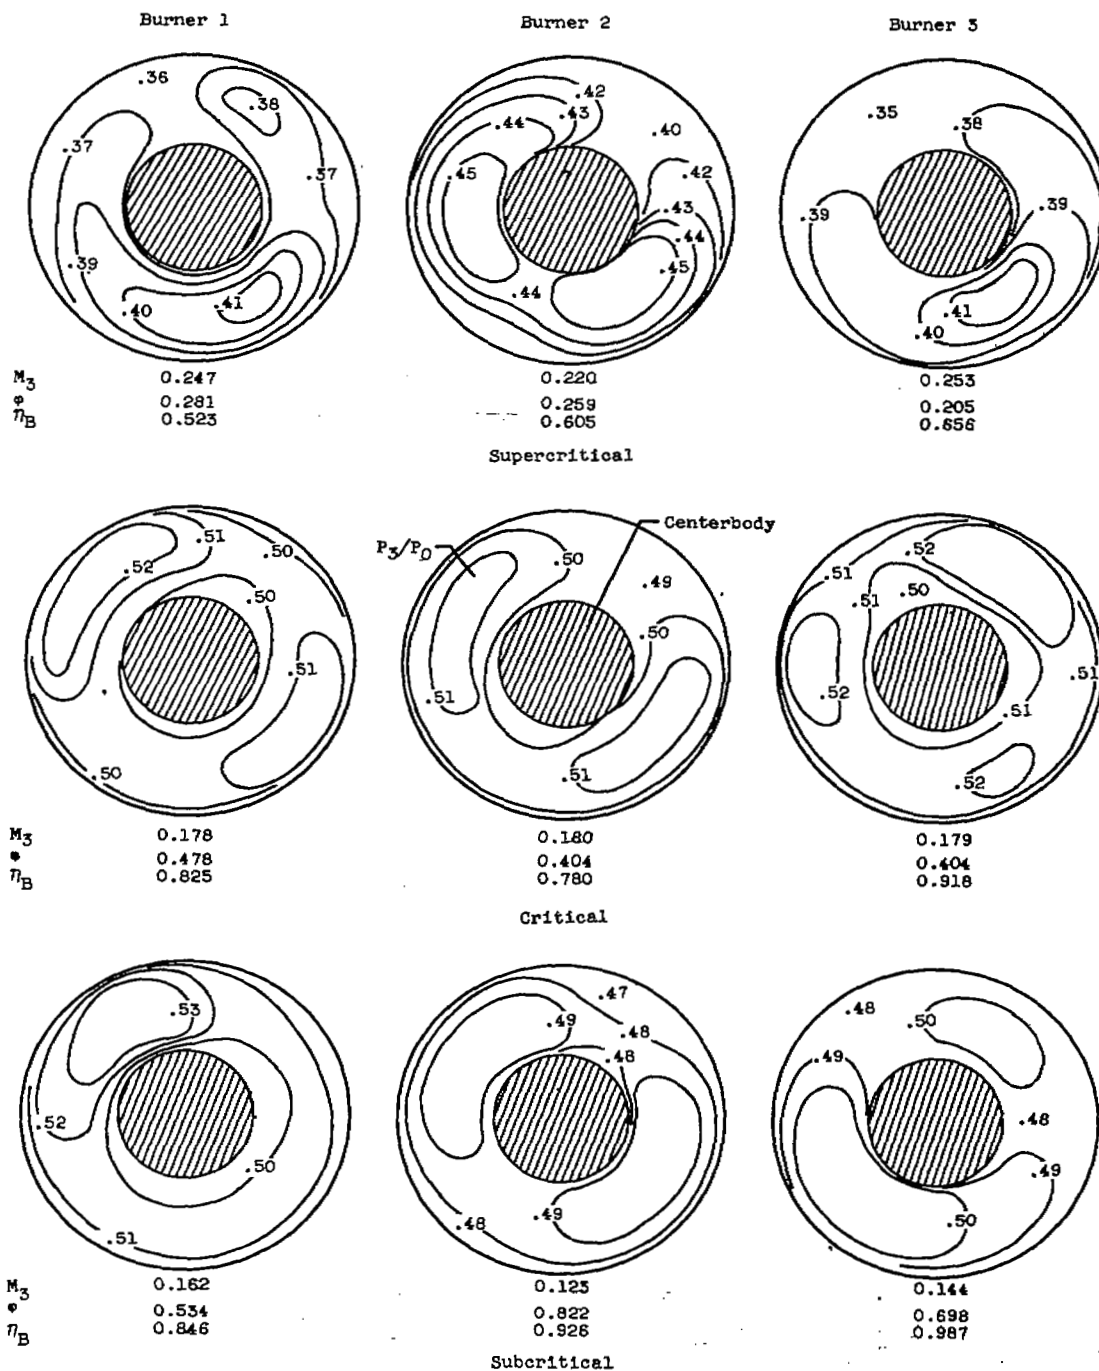 Burner 1 Burner 2 Burner 3
.36 .38 .37 .37 .39 .40 .41
.42 .43 .44 .40 .45 .42 .43 .44 .45 .44
.35 .38 .39 .39 .41 .40
M3 0.247 0.220 0.253
φ 0.281 0.259 0.205
ηB 0.523 0.605 0.656
Supercritical
.51 .50 .52 .50 .51 .50
P3/P0 Centerbody
.50 .49 .50 .51 .51
.52 .51 .50 .51 .51 .52 .51 .52
M3 0.178 0.180 0.179
φ 0.478 0.404 0.404
ηB 0.825 0.780 0.918
Critical
.53 .52 .50 .51
.47 .49 .48 .48 .48 .49
.48 .50 .49 .48 .49 .50
M3 0.162 0.123 0.144
φ 0.534 0.822 0.698
ηB 0.846 0.926 0.987
Subcritical